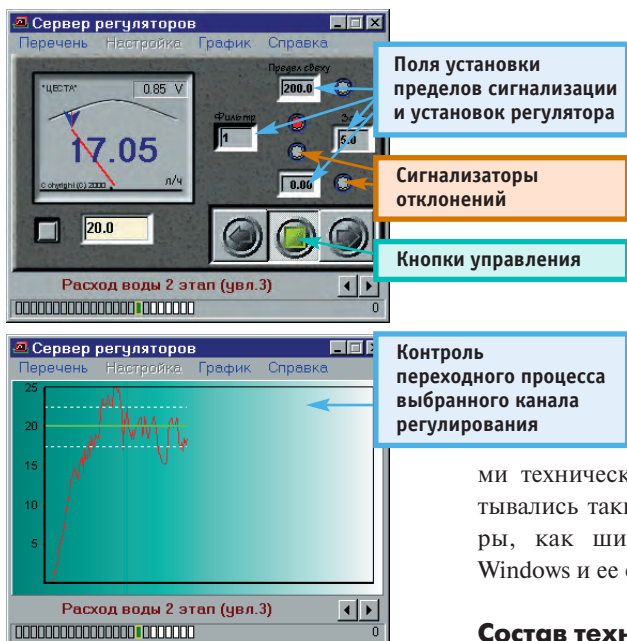 Сервер регуляторов
Перечень Настройка График Справка
Предел сверху
200.0
"ЦЕСТА"
0.85 V
Фильтр
1
5.0
17.05
л/ч
0.00
20.0
Расход воды 2 этап (увл.3)
0
Поля установки
пределов сигнализации
и установок регулятора
Сигнализаторы
отклонений
Кнопки управления
Сервер регуляторов
Перечень Настройка График Справка
25
20
15
10
5
Расход воды 2 этап (увл.3)
0
Контроль
переходного процесса
выбранного канала
регулирования
ми техническ
тывались таки
ры, как ши
Windows и ее
Состав техн